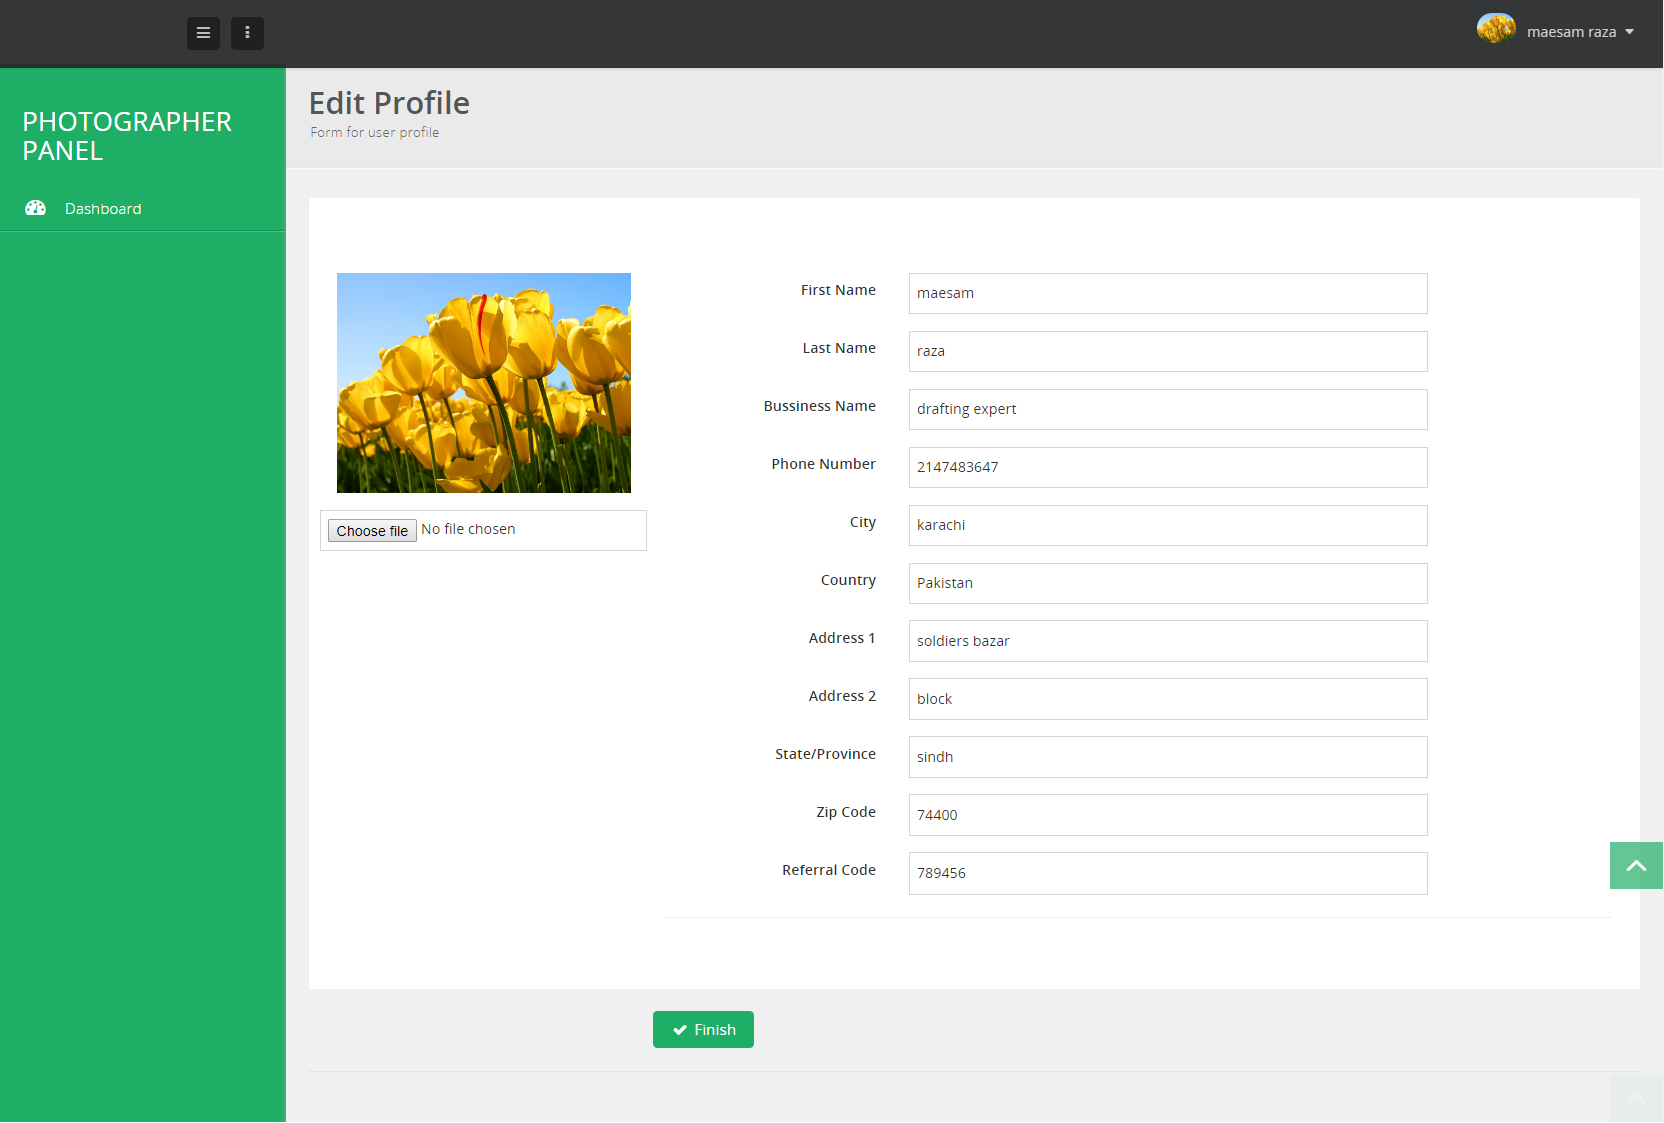 maesam raza
PHOTOGRAPHER
PANEL
Dashboard
Edit Profile
Form for user profile
Choose file No file chosen
First Name maesam
Last Name raza
Bussiness Name drafting expert
Phone Number 2147483647
City karachi
Country Pakistan
Address 1 soldiers bazar
Address 2 block
State/Province sindh
Zip Code 74400
Referral Code 789456
Finish